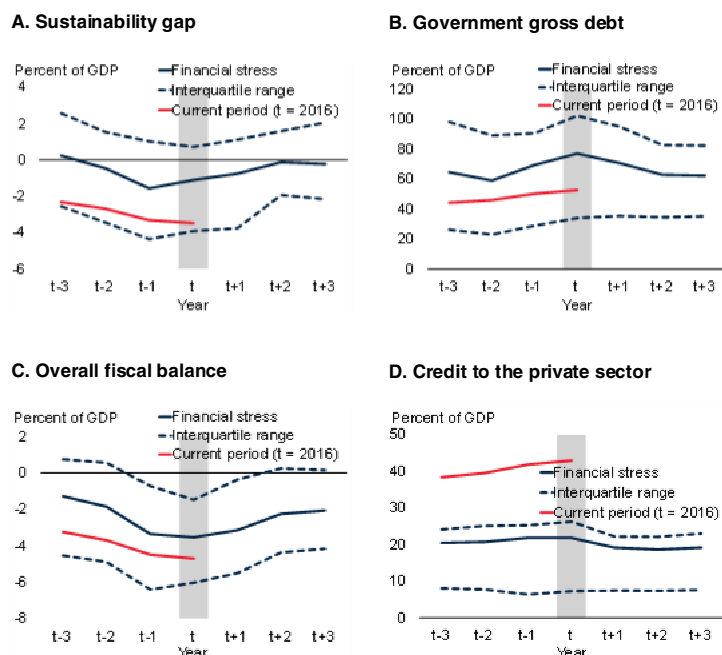 A. Sustainability gap
Percent of GDP
Financial stress
Interquartile range
Current period (t = 2016)
4
2
0
-2
-4
-6
t-3 t-2 t-1 t t+1 t+2 t+3
Year
B. Government gross debt
Percent of GDP
Financial stress
Interquartile range
Current period (t = 2016)
120
100
80
60
40
20
0
t-3 t-2 t-1 t t+1 t+2 t+3
Year
C. Overall fiscal balance
Percent of GDP
Financial stress
Interquartile range
Current period (t = 2016)
2
0
-2
-4
-6
-8
t-3 t-2 t-1 t t+1 t+2 t+3
Year
D. Credit to the private sector
Percent of GDP
50
40
30
20
10
0
Financial stress
Interquartile range
Current period (t = 2016)
t-3 t-2 t-1 t t+1 t+2 t+3
Year